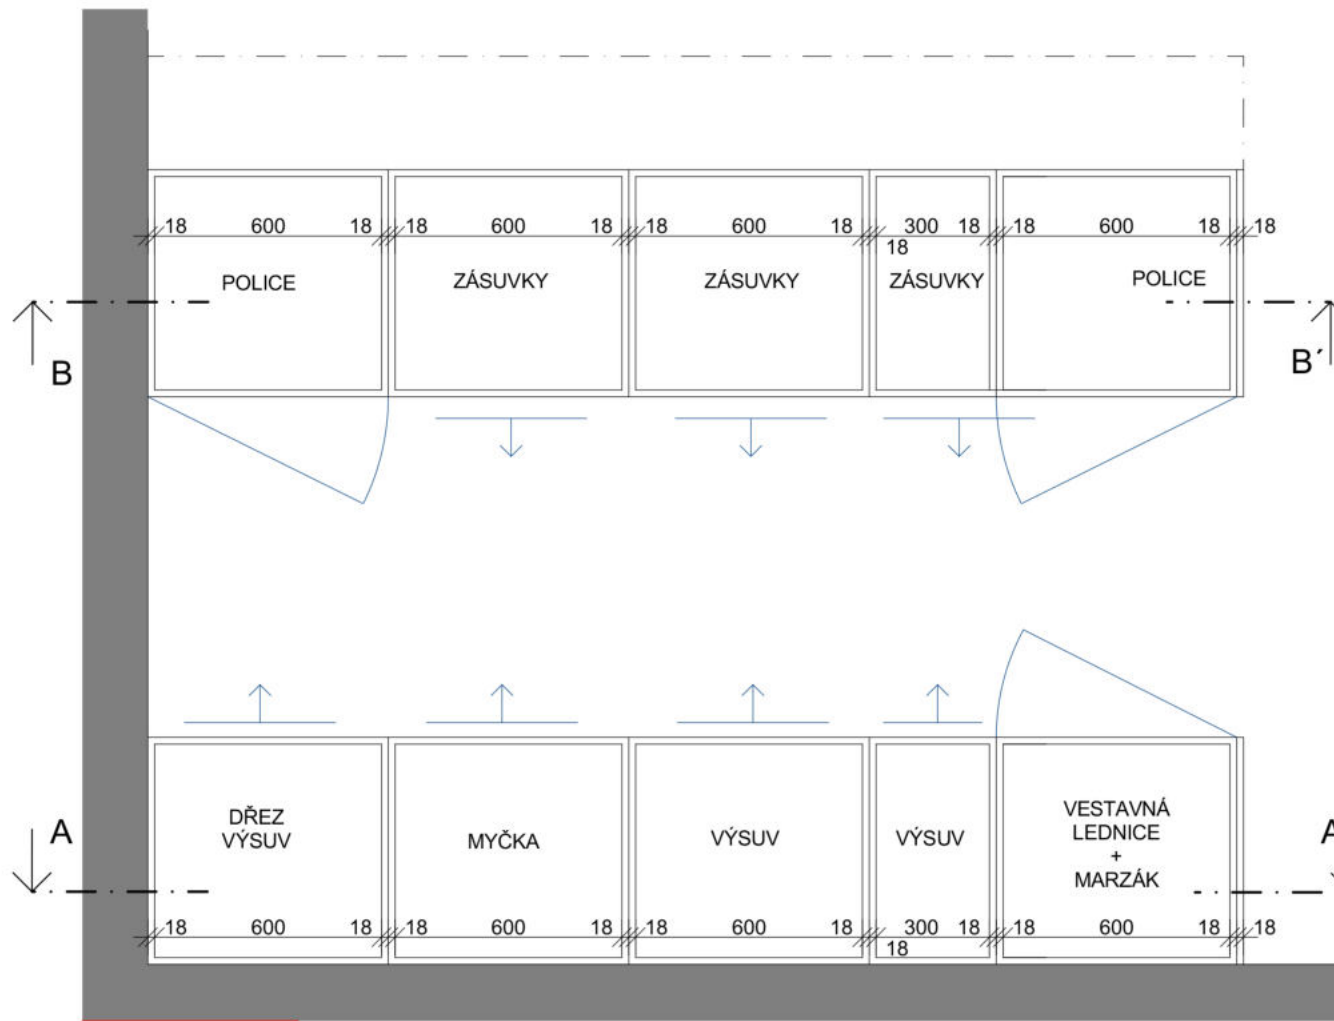 18 600 18 18 600 18 18 600 18 18 300 18 18 600 18 18
18
POLICE ZÁSUVKY ZÁSUVKY ZÁSUVKY POLICE
B B´
DŘEZ
VÝSUV
MYČKA
VÝSUV
VÝSUV
VESTAVNÁ
LEDNICE
+
MARZÁK
A A
18 600 18 18 600 18 18 600 18 18 300 18 18 600 18 18